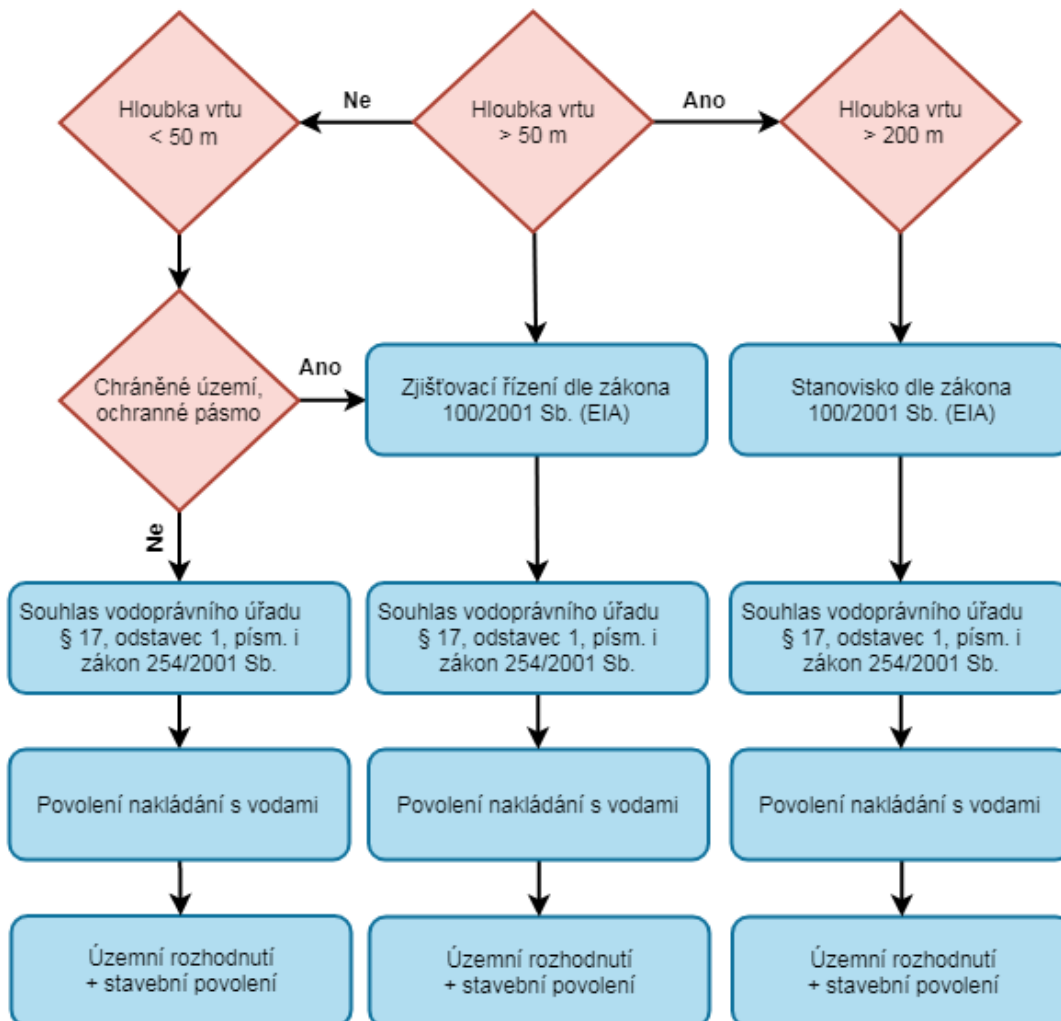 Hloubka vrtu
< 50 m
Ne
Hloubka vrtu
> 50 m
Ano
Hloubka vrtu
> 200 m
Chráněné území,
ochranné pásmo
Ano
Zjišťovací řízení dle zákona
100/2001 Sb. (EIA)
Stanovisko dle zákona
100/2001 Sb. (EIA)
Ne
Souhlas vodoprávního úřadu
§ 17, odstavec 1, písm. i
zákon 254/2001 Sb.
Souhlas vodoprávního úřadu
§ 17, odstavec 1, písm. i
zákon 254/2001 Sb.
Souhlas vodoprávního úřadu
§ 17, odstavec 1, písm. i
zákon 254/2001 Sb.
Povolení nakládání s vodami
Povolení nakládání s vodami
Povolení nakládání s vodami
Územní rozhodnutí
+ stavební povolení
Územní rozhodnutí
+ stavební povolení
Územní rozhodnutí
+ stavební povolení